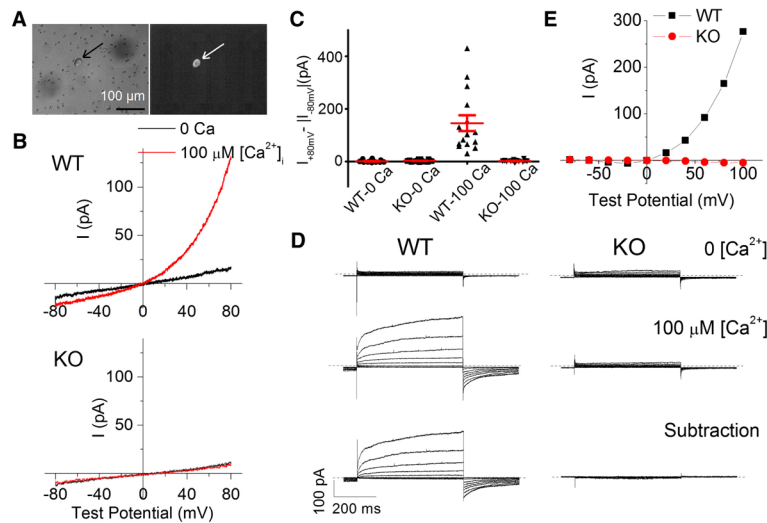 A
100 µm
B
0 Ca
100 µM [Ca²⁺]ᵢ
WT
I (pA)
100
50
-80 -40 0 40 80
KO
I (pA)
100
50
-80 -40 0 40 80
Test Potential (mV)
C
I+80mV- |I-80mV|(pA)
600
400
200
0
WT-0 Ca
KO-0 Ca
WT-100 Ca
KO-100 Ca
D
WT
KO
0 [Ca²⁺]
100 µM [Ca²⁺]
Subtraction
100 pA
200 ms
E
WT
KO
I (pA)
300
200
100
0
-50 0 50 100
Test Potential (mV)